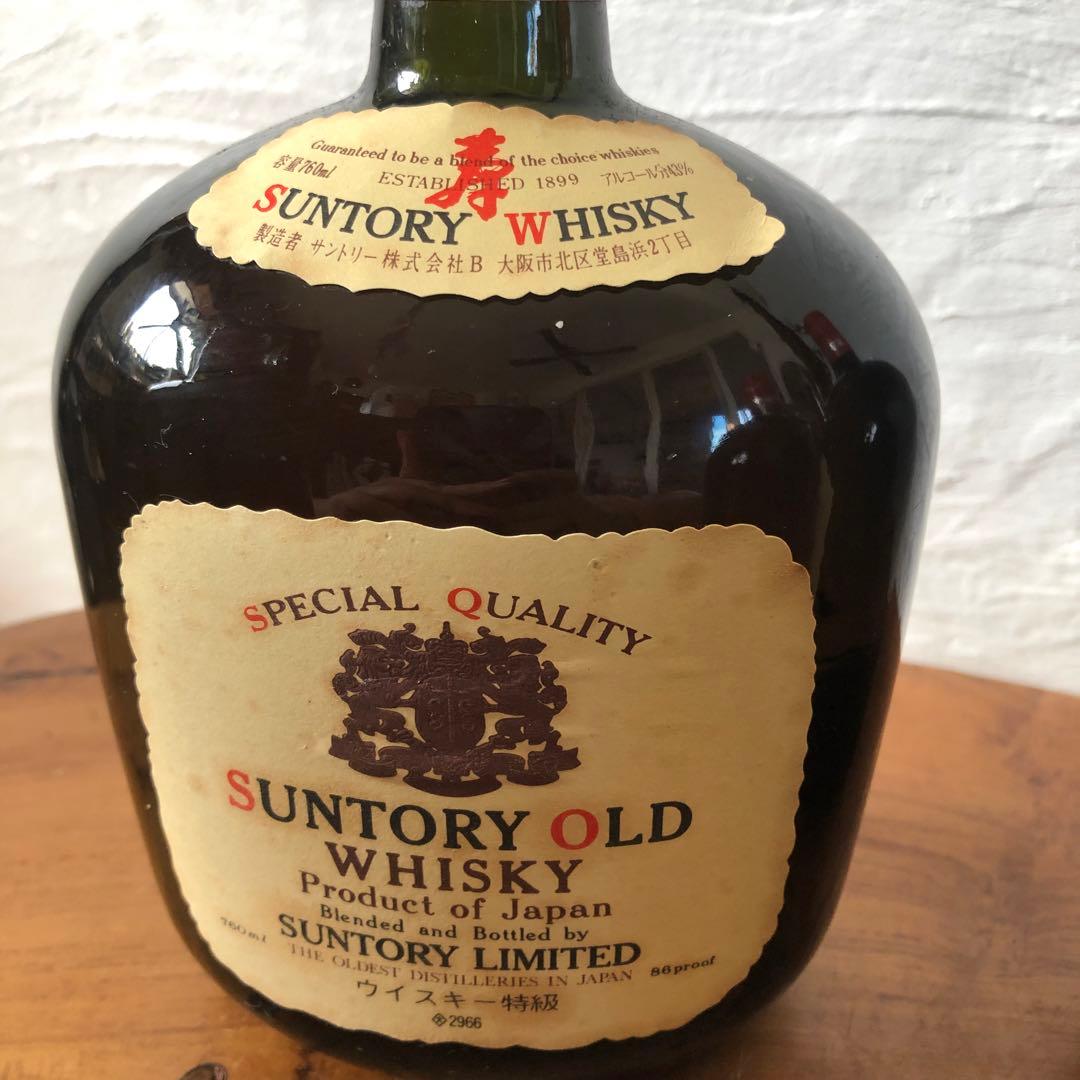 寿
Guaranteed to be a blend of the choice whiskies
容量760ml ESTABLISHED 1899 アルコール分43%
SUNTORY WHISKY
製造者 サントリー株式会社B 大阪市北区堂島浜2丁目
SPECIAL QUALITY
SUNTORY OLD
WHISKY
Product of Japan
Blended and Bottled by
760ml SUNTORY LIMITED 86proof
THE OLDEST DISTILLERIES IN JAPAN
ウイスキー特級
2966